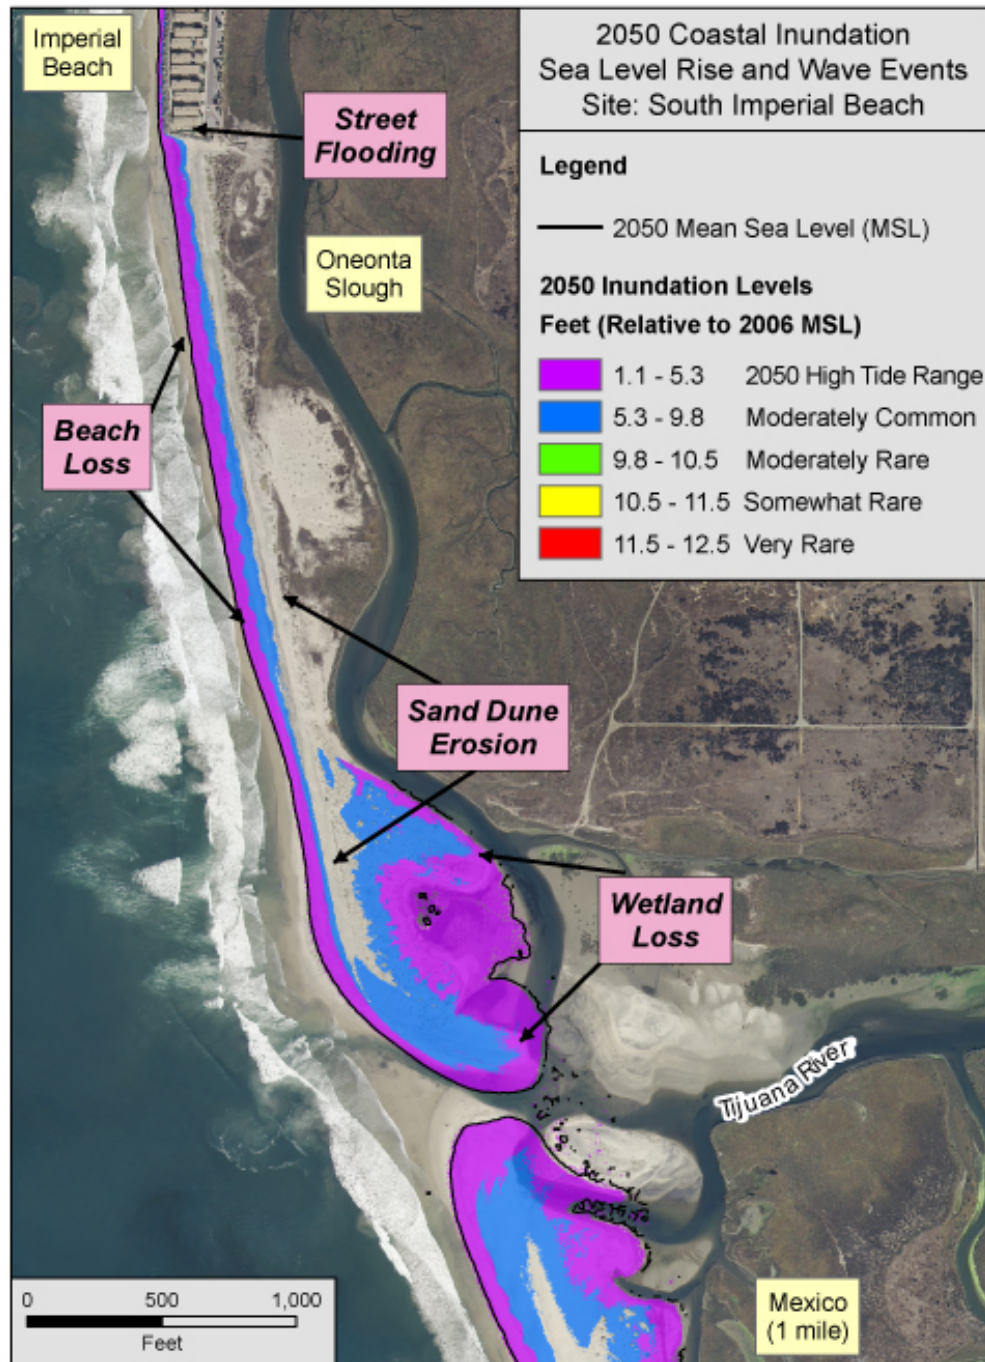 Imperial
Beach
2050 Coastal Inundation
Sea Level Rise and Wave Events
Site: South Imperial Beach
Street
Flooding
Legend
2050 Mean Sea Level (MSL)
Oneonta
Slough
2050 Inundation Levels
Feet (Relative to 2006 MSL)
1.1 - 5.3 2050 High Tide Range
5.3 - 9.8 Moderately Common
9.8 - 10.5 Moderately Rare
10.5 - 11.5 Somewhat Rare
11.5 - 12.5 Very Rare
Beach
Loss
Sand Dune
Erosion
Wetland
Loss
Tijuana River
0 500 1,000
Feet
Mexico
(1 mile)